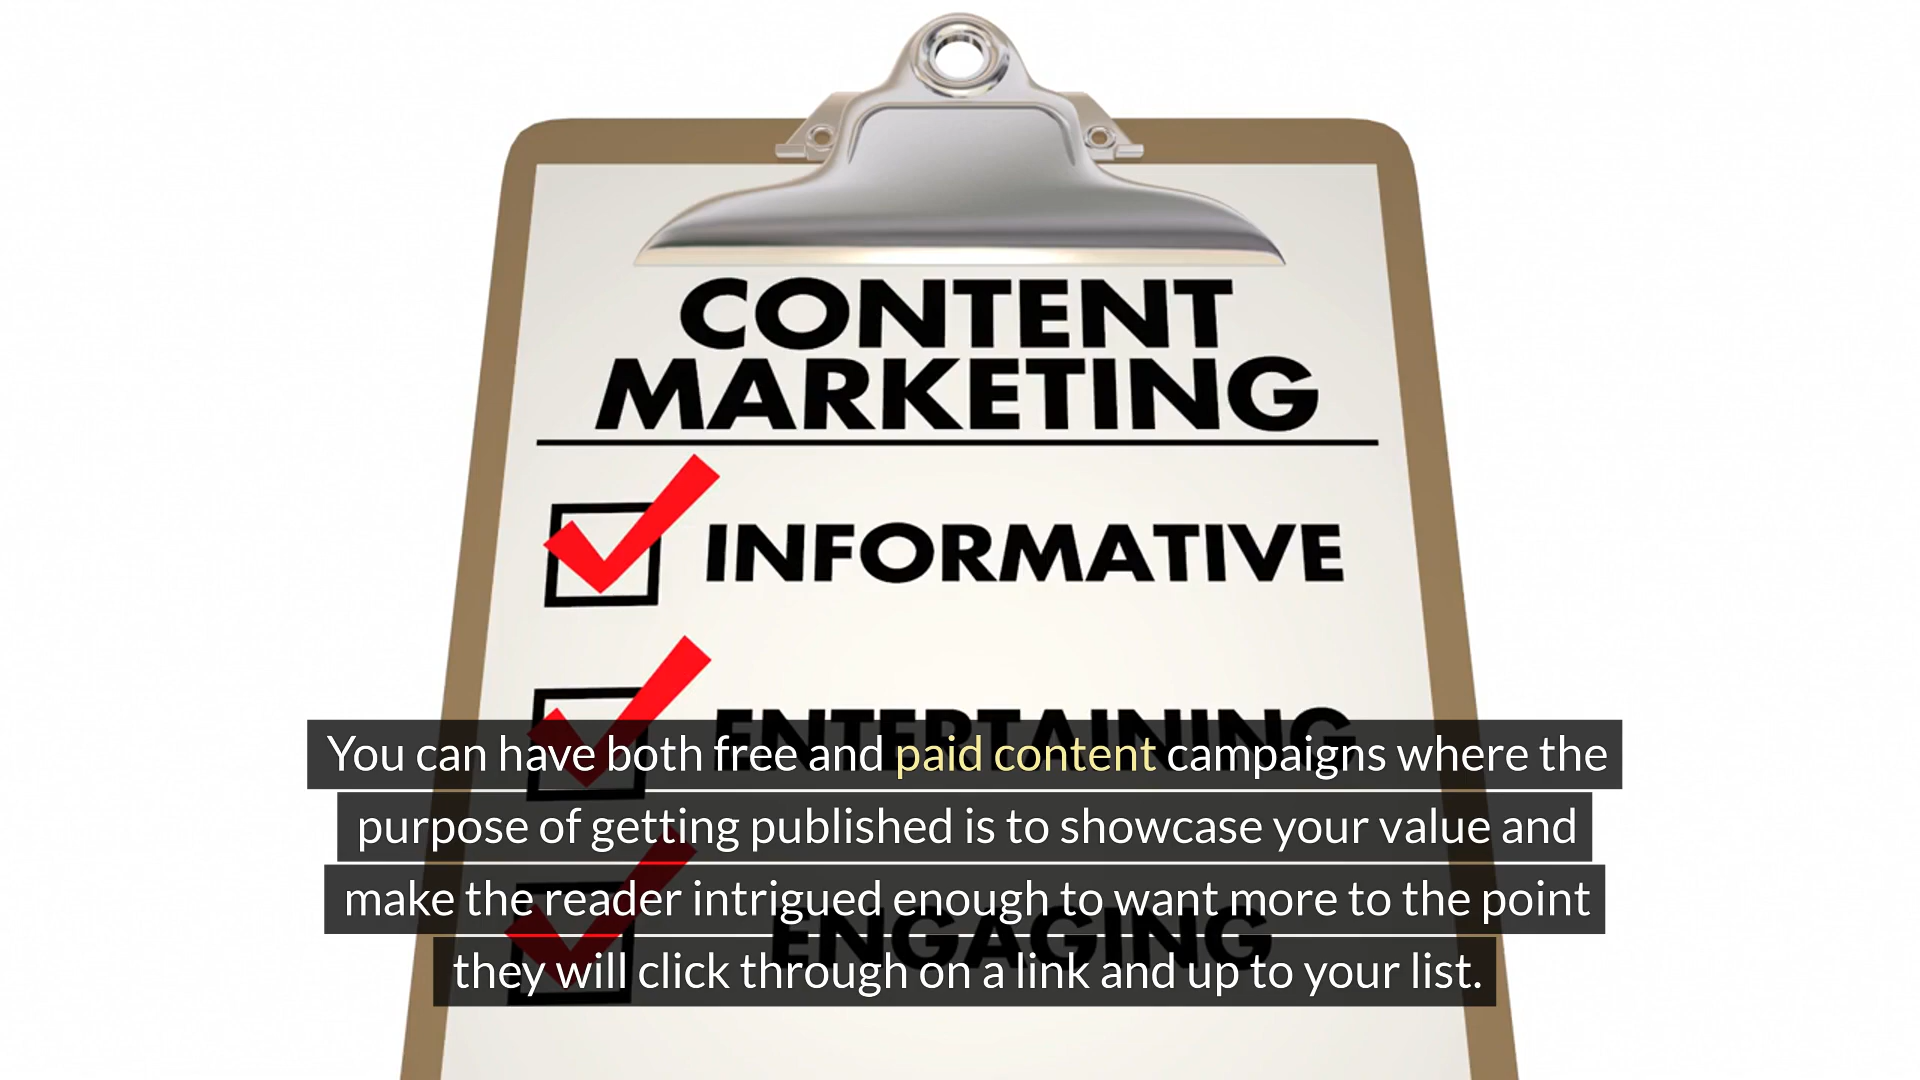 CONTENT
MARKETING
INFORMATIVE
ENTERTAINING
You can have both free and paid content campaigns where the
purpose of getting published is to showcase your value and
make the reader intrigued enough to want more to the point
ENGAGING
they will click through on a link and up to your list.